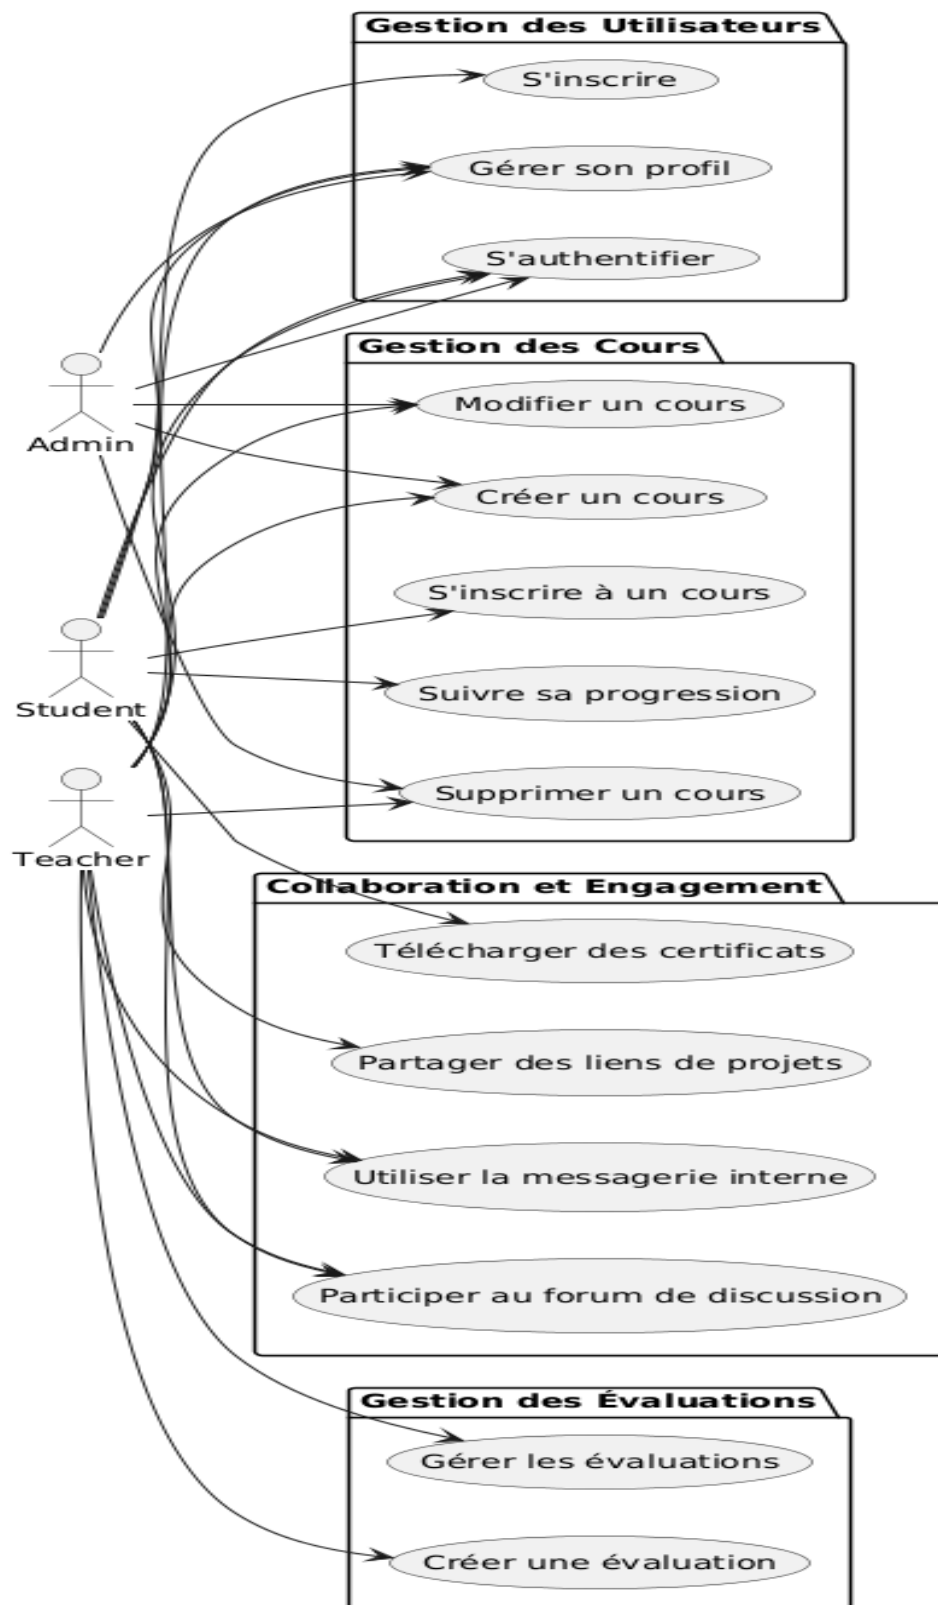 Gestion des Utilisateurs
S'inscrire
Gérer son profil
S'authentifier
Gestion des Cours
Modifier un cours
Admin
Créer un cours
S'inscrire à un cours
Suivre sa progression
Student
Supprimer un cours
Teacher
Collaboration et Engagement
Télécharger des certificats
Partager des liens de projets
Utiliser la messagerie interne
Participer au forum de discussion
Gestion des Évaluations
Gérer les évaluations
Créer une évaluation